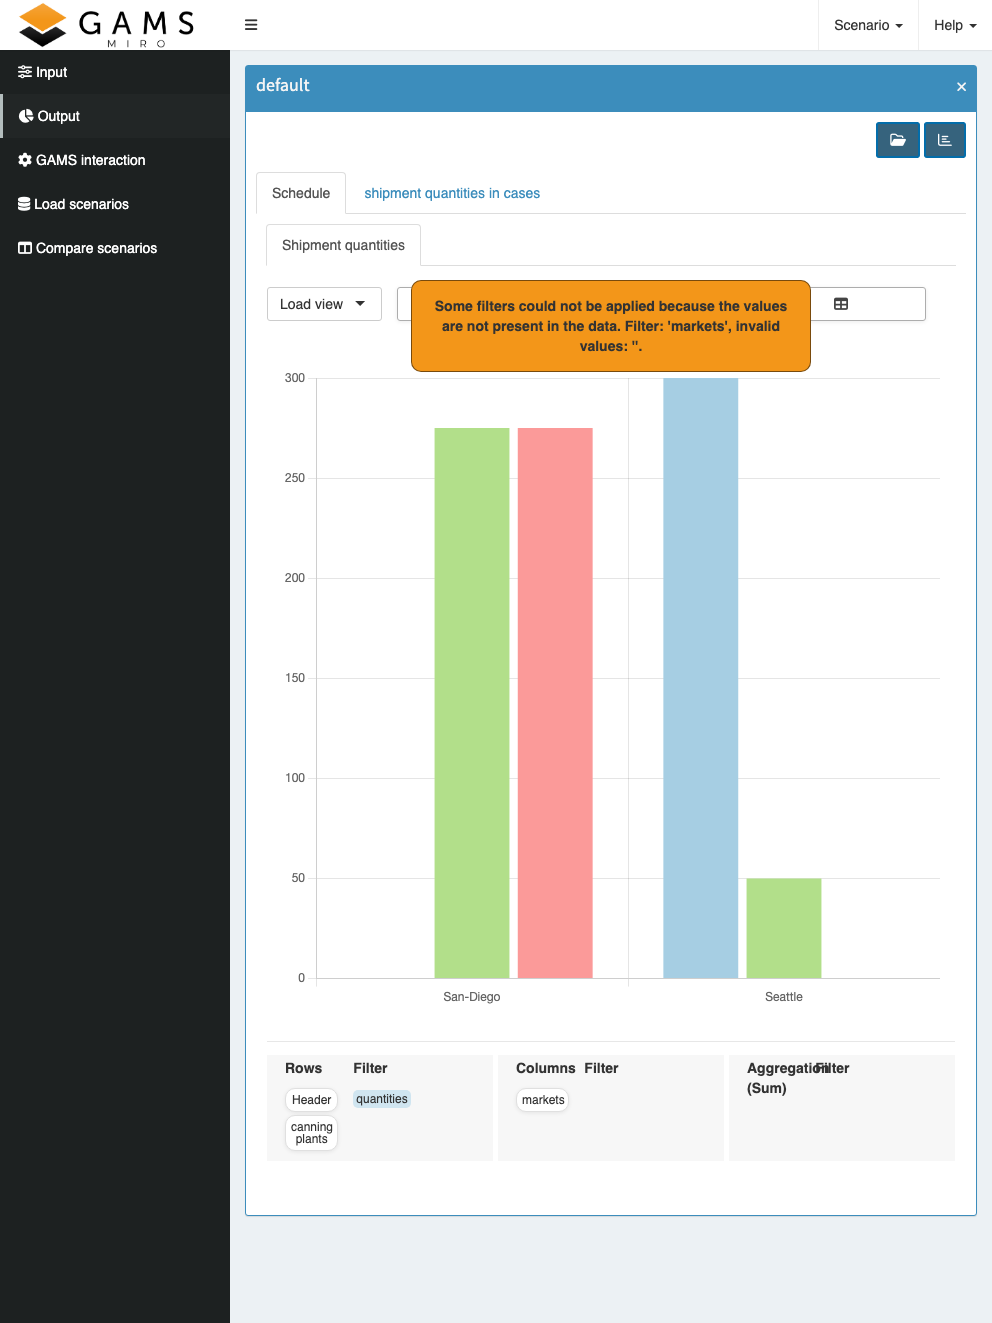 GAMS
MIRO
Scenario
Help
Input
Output
GAMS interaction
Load scenarios
Compare scenarios
default
×
Schedule
shipment quantities in cases
Shipment quantities
Load view
Some filters could not be applied because the values
are not present in the data. Filter: 'markets', invalid
values: ''.
300
250
200
150
100
50
0
San-Diego
Seattle
Rows
Filter
Header
quantities
canning
plants
Columns
Filter
markets
Aggregation
Filter
(Sum)